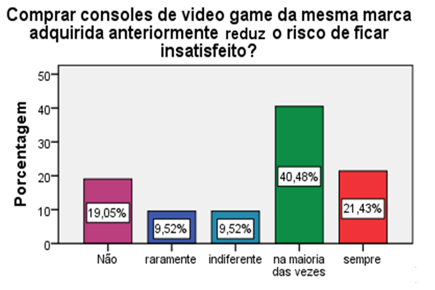 Comprar consoles de video game da mesma marca
adquirida anteriormente reduz o risco de ficar
insatisfeito?
Porcentagem
50
40
30
20
10
0
19,05%
9,52%
9,52%
40,48%
21,43%
Não
raramente
indiferente
na maioria
das vezes
sempre